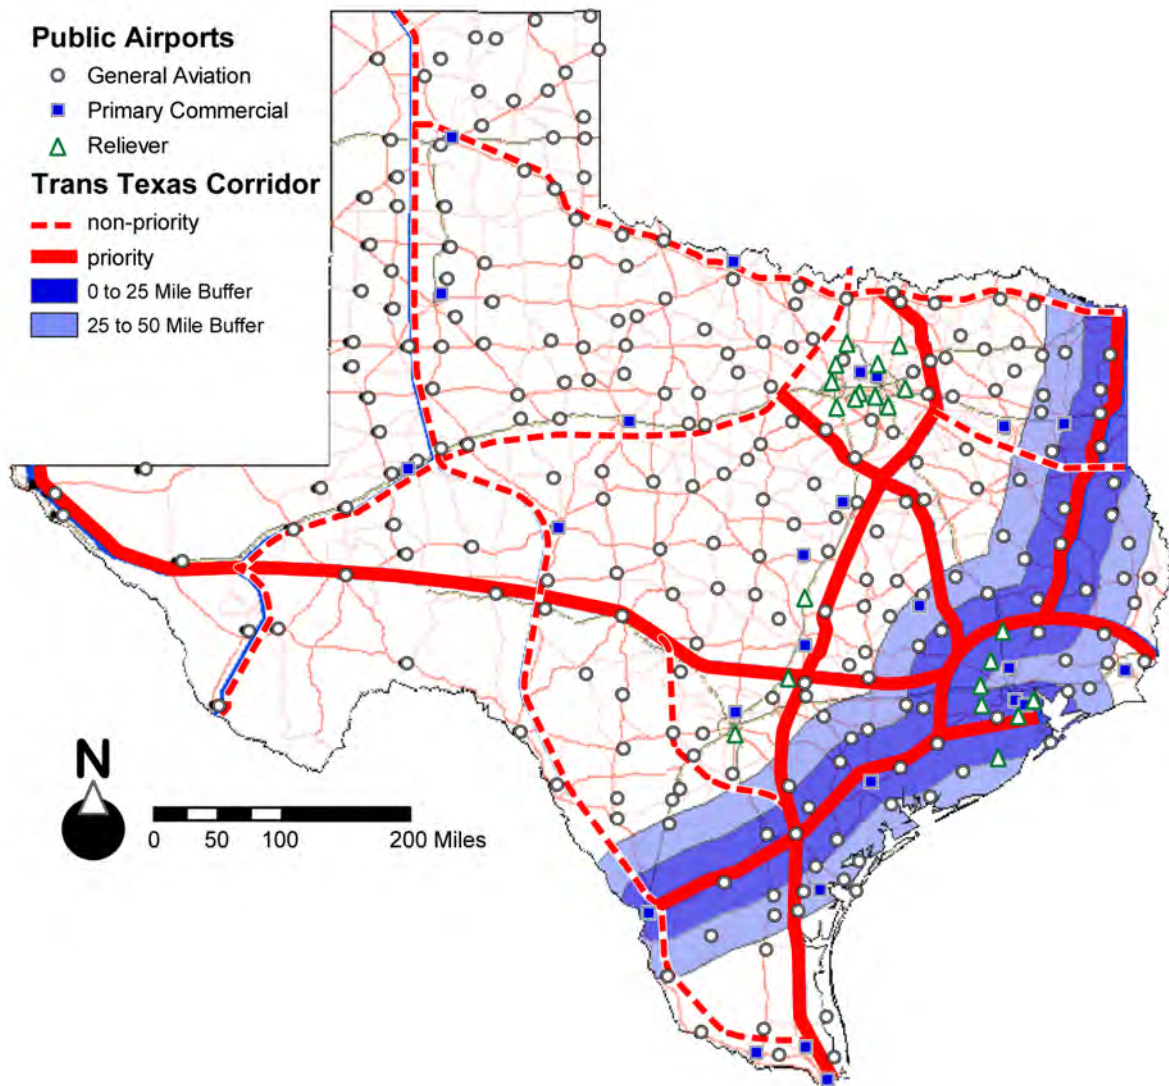 Public Airports
General Aviation
Primary Commercial
Reliever
Trans Texas Corridor
non-priority
priority
0 to 25 Mile Buffer
25 to 50 Mile Buffer
N
0 50 100 200 Miles